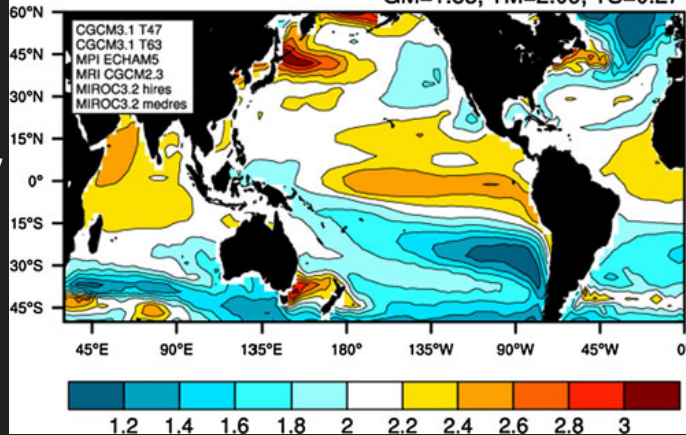 60°N
45°N
30°N
15°N
0°
15°S
30°S
45°S
CGCM3.1 T47
CGCM3.1 T63
MPI ECHAM5
MRI CGCM2.3
MIROC3.2 hires
MIROC3.2 medres
45°E 90°E 135°E 180° 135°W 90°W 45°W 0
1.2 1.4 1.6 1.8 2 2.2 2.4 2.6 2.8 3